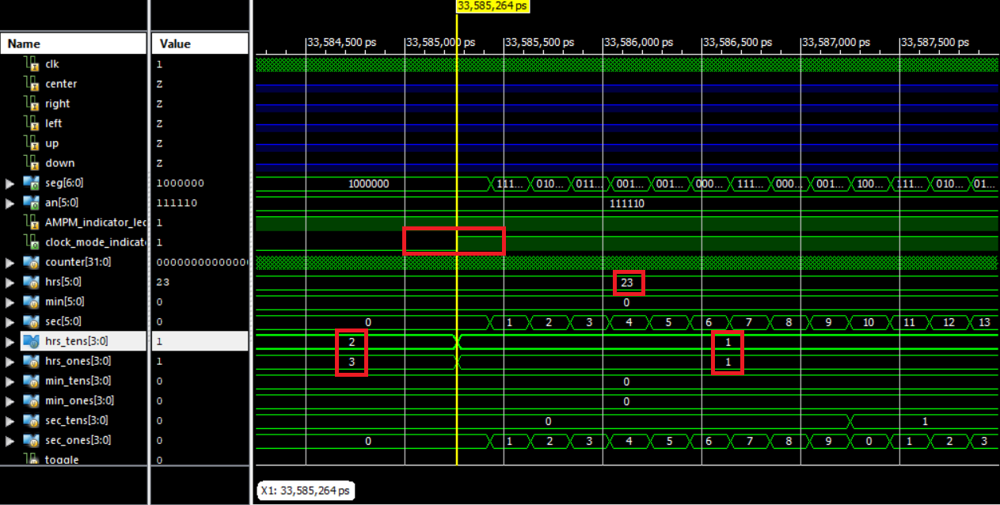 33,585,264 ps
Name Value
33,584,500 ps 33,585,000 ps 33,585,500 ps 33,586,000 ps 33,586,500 ps 33,587,000 ps 33,587,500 ps
clk 1
center Z
right Z
left Z
up Z
down Z
seg[6:0] 1000000 1000000 111... 010... 011... 001... 001... 000... 111... 000... 001... 100... 111... 010... 01...
an[5:0] 111110 111110
AMPM_indicator_led 1
clock_mode_indicat 1
counter[31:0] 00000000000000
hrs[5:0] 23 23
min[5:0] 0 0
sec[5:0] 0 0 1 2 3 4 5 6 7 8 9 10 11 12 13
hrs_tens[3:0] 1 2 1
hrs_ones[3:0] 1 3 1
min_tens[3:0] 0 0
min_ones[3:0] 0 0
sec_tens[3:0] 0 0 1
sec_ones[3:0] 0 0 1 2 3 4 5 6 7 8 9 0 1 2 3
toggle 0
X1: 33,585,264 ps